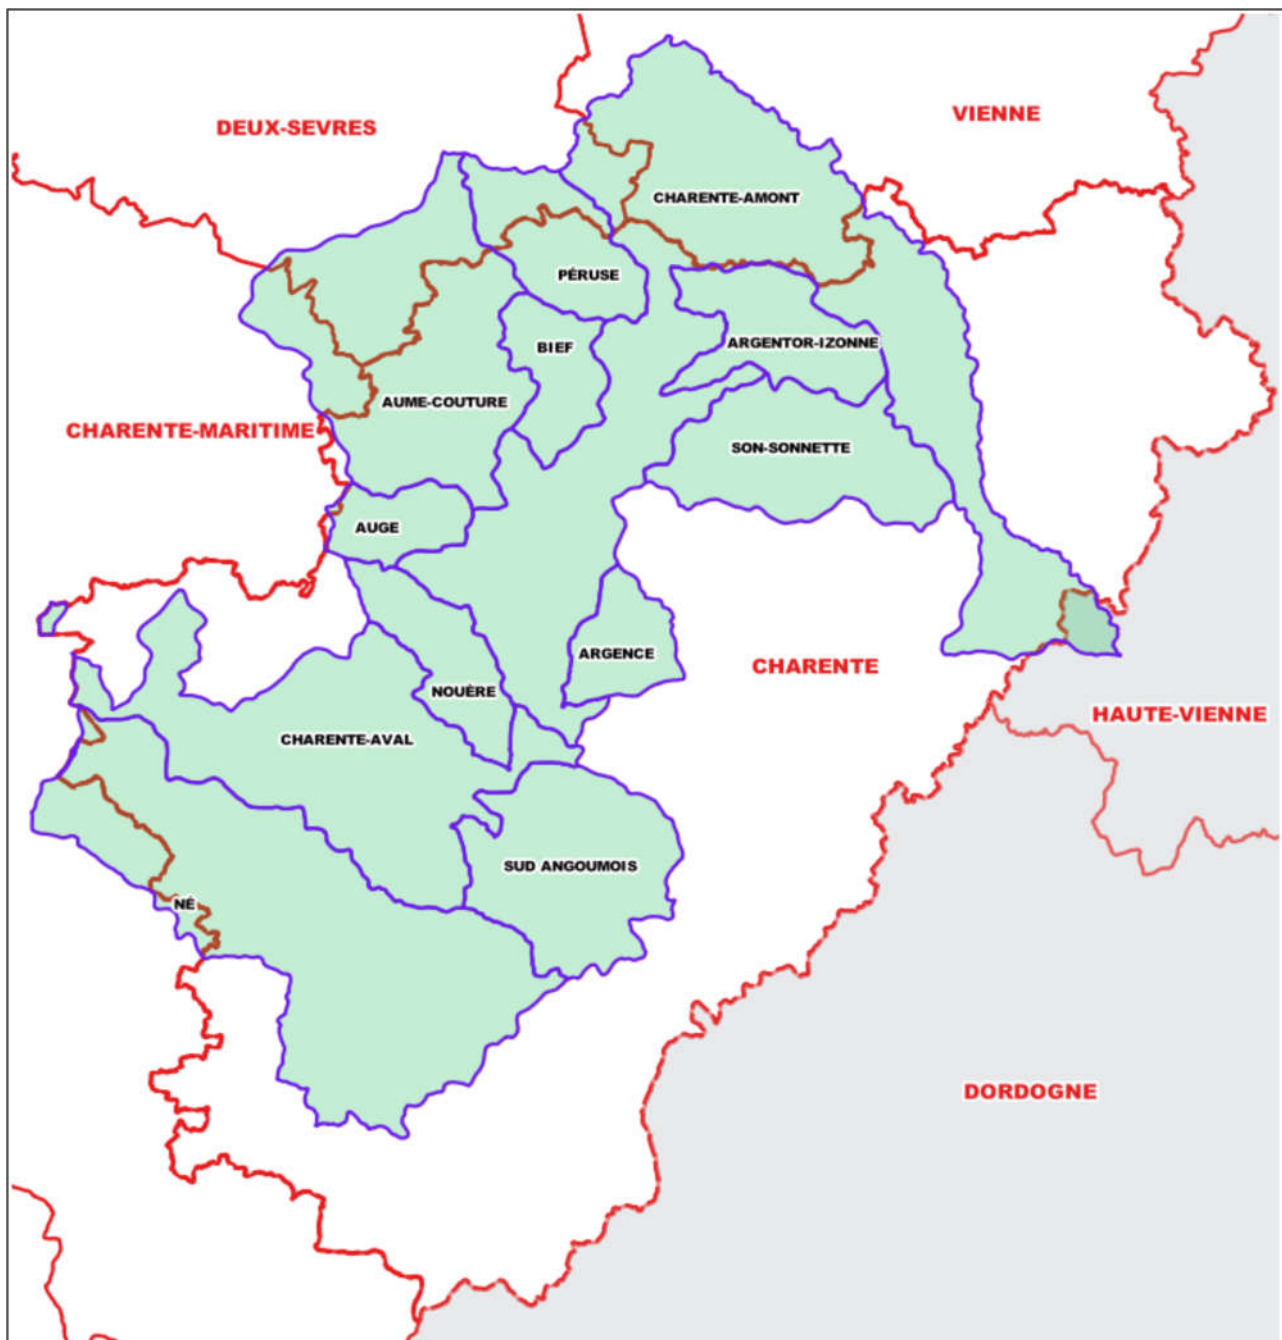 VIENNE
DEUX-SEVRES
CHARENTE-AMONT
PÉRUSE
ARGENTOR-IZONNE
BIEF
AUME-COUTURE
CHARENTE-MARITIME
SON-SONNETTE
AUGE
ARGENCE
CHARENTE
NOUÈRE
HAUTE-VIENNE
CHARENTE-AVAL
SUD ANGOUMOIS
NÉ
DORDOGNE